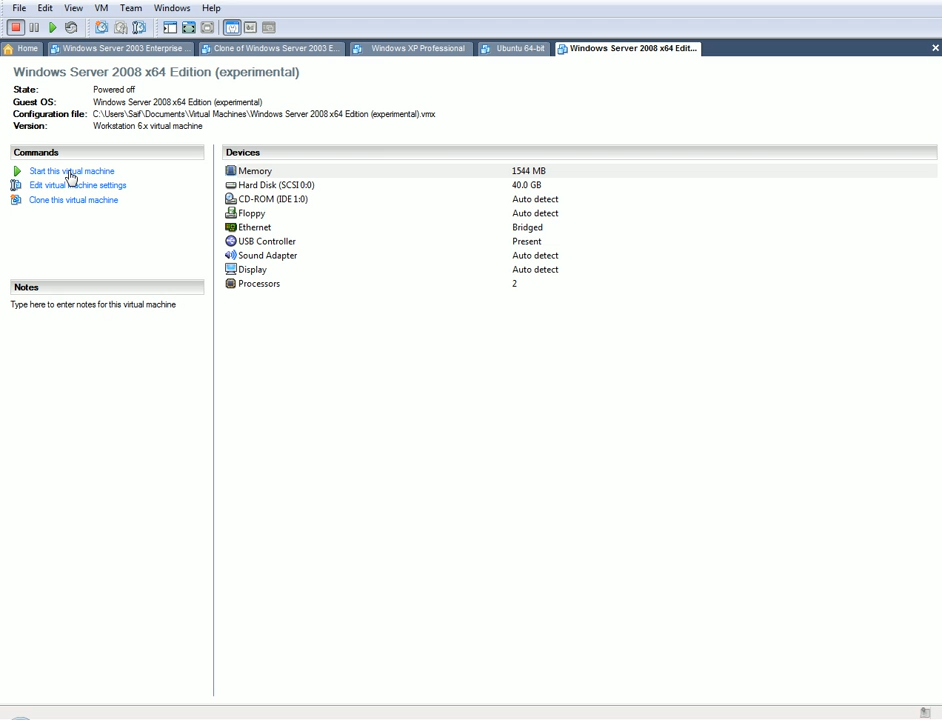 File Edit View VM Team Windows Help
Home Windows Server 2003 Enterprise ... Clone of Windows Server 2003 E... Windows XP Professional Ubuntu 64-bit Windows Server 2008 x64 Edit...
Windows Server 2008 x64 Edition (experimental)
State: Powered off
Guest OS: Windows Server 2008 x64 Edition (experimental)
Configuration file: C:\Users\Saif\Documents\Virtual Machines\Windows Server 2008 x64 Edition (experimental).vmx
Version: Workstation 6.x virtual machine
Commands
Start this virtual machine
Edit virtual machine settings
Clone this virtual machine
Notes
Type here to enter notes for this virtual machine
Devices
Memory 1544 MB
Hard Disk (SCSI 0:0) 40.0 GB
CD-ROM (IDE 1:0) Auto detect
Floppy Auto detect
Ethernet Bridged
USB Controller Present
Sound Adapter Auto detect
Display Auto detect
Processors 2